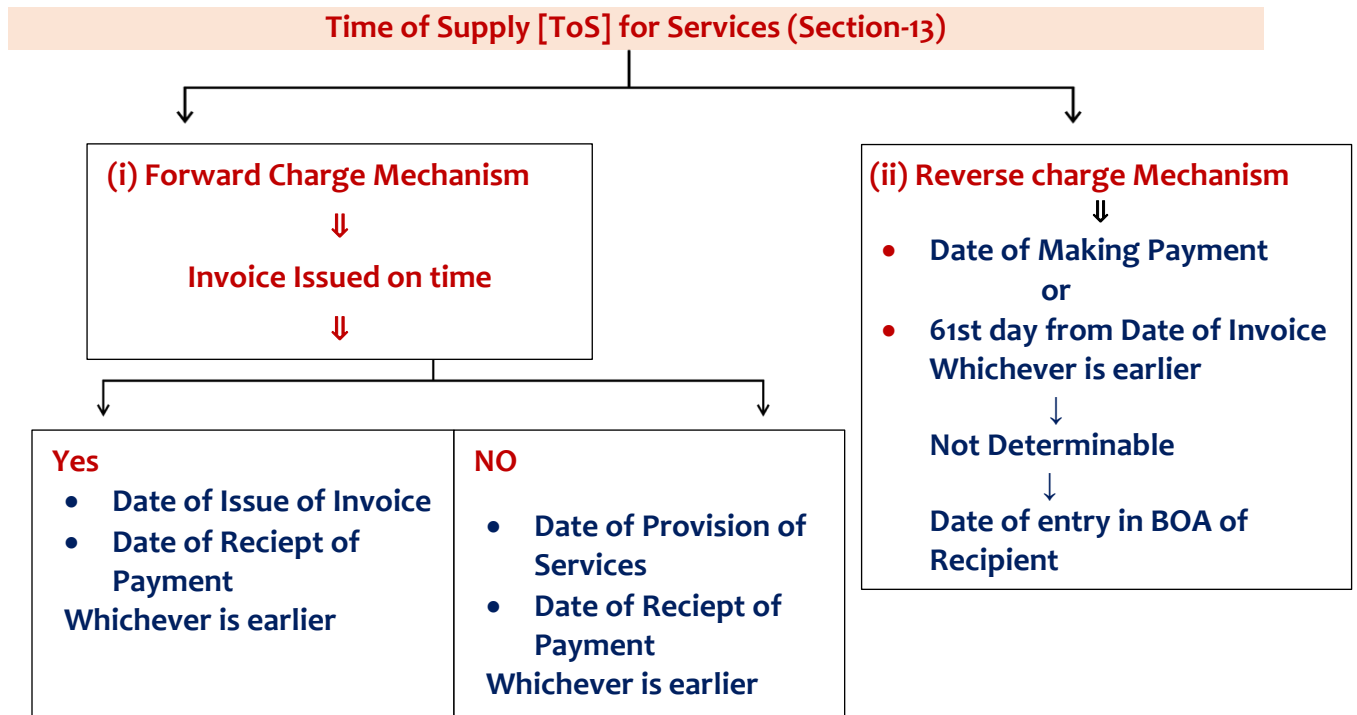 Time of Supply [ToS] for Services (Section-13)
(i) Forward Charge Mechanism
⇓
Invoice Issued on time
⇓
Yes
• Date of Issue of Invoice
• Date of Reciept of
Payment
Whichever is earlier
NO
• Date of Provision of
Services
• Date of Reciept of
Payment
Whichever is earlier
(ii) Reverse charge Mechanism
⇓
• Date of Making Payment
or
• 61st day from Date of Invoice
Whichever is earlier
↓
Not Determinable
↓
Date of entry in BOA of
Recipient